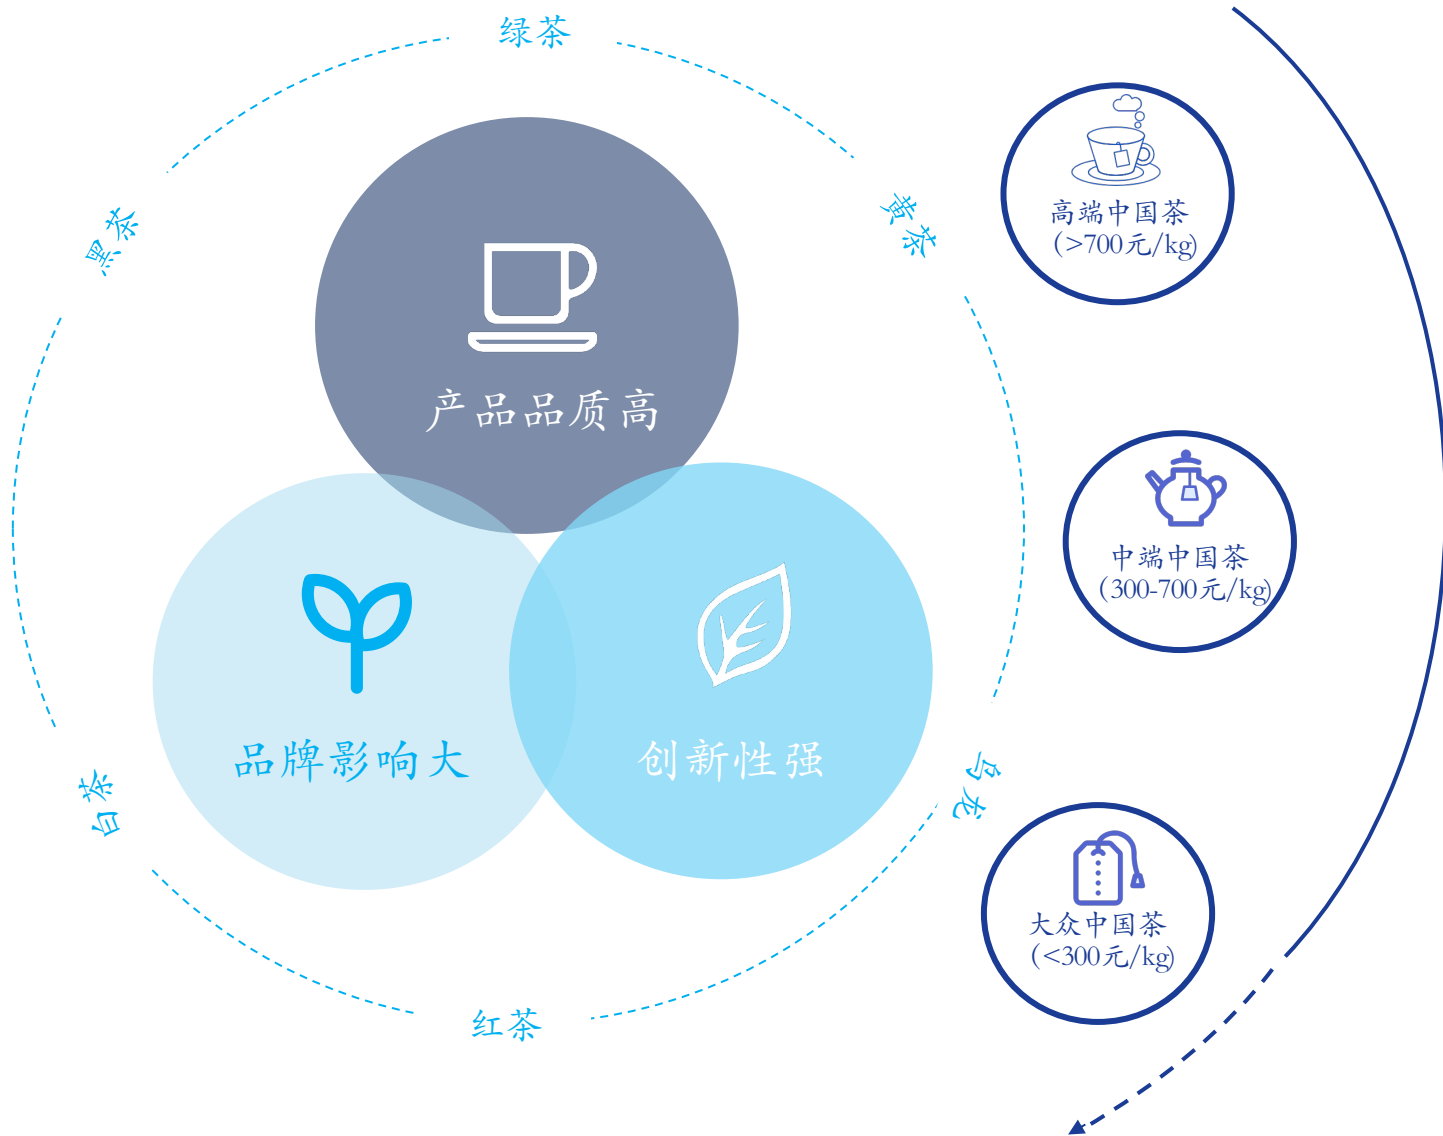 绿茶
黄茶
乌龙
红茶
白茶
黑茶
产品品质高
品牌影响大
创新性强
高端中国茶
（>700元/kg)
中端中国茶
（300-700元/kg)
大众中国茶
（<300元/kg)